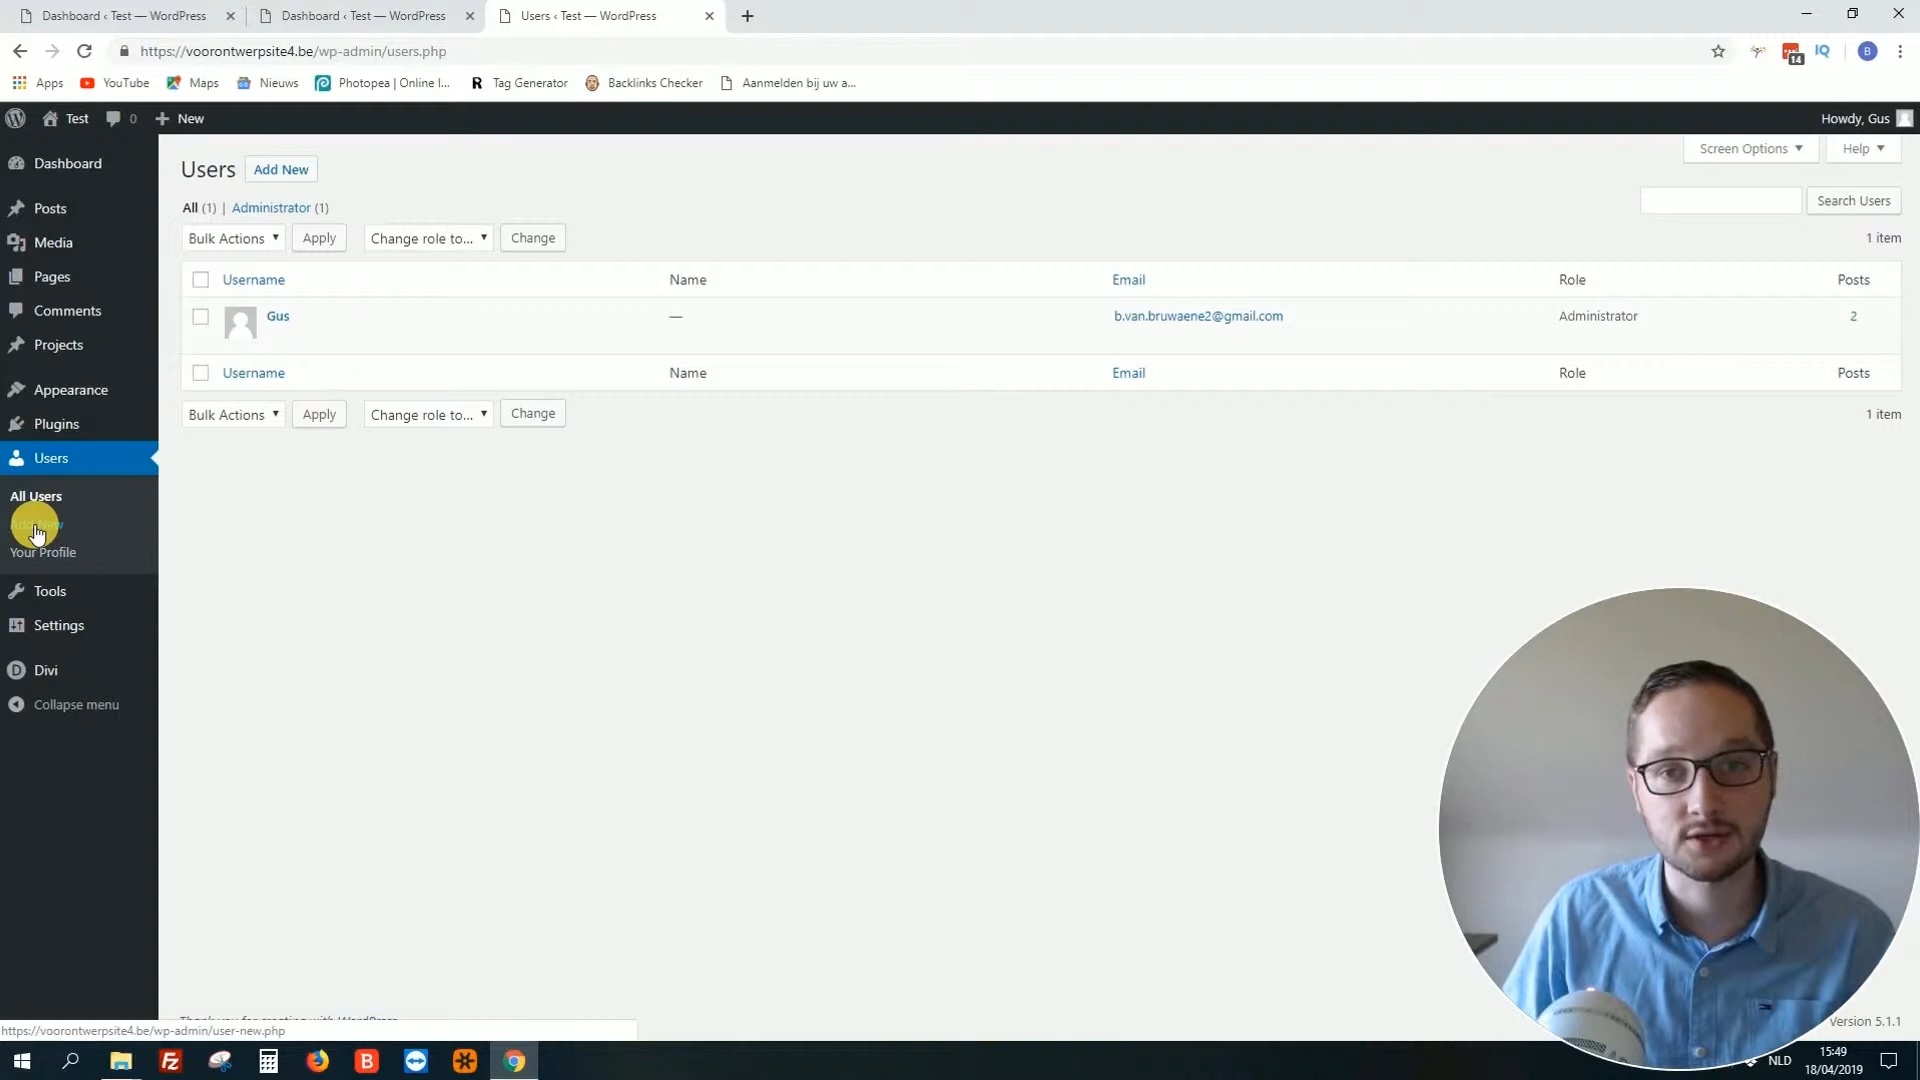 Dashboard ‹ Test — WordPress
Dashboard ‹ Test — WordPress
Users ‹ Test — WordPress
https://voorontwerpsite4.be/wp-admin/users.php
14
IQ
B
Apps
YouTube
Maps
Nieuws
Photopea | Online I...
R Tag Generator
Backlinks Checker
Aanmelden bij uw a...
Test
0
New
Howdy, Gus
Dashboard
Posts
Media
Pages
Comments
Projects
Appearance
Plugins
Users
All Users
Add New
Your Profile
Tools
Settings
D Divi
Collapse menu
Screen Options
Help
Users Add New
All (1) | Administrator (1)
Search Users
Bulk Actions Apply Change role to... Change 1 item
Username Name Email Role Posts
Gus — b.van.bruwaene2@gmail.com Administrator 2
Username Name Email Role Posts
Bulk Actions Apply Change role to... Change 1 item
Version 5.1.1
https://voorontwerpsite4.be/wp-admin/user-new.php
Fz
B
NLD
15:49
18/04/2019